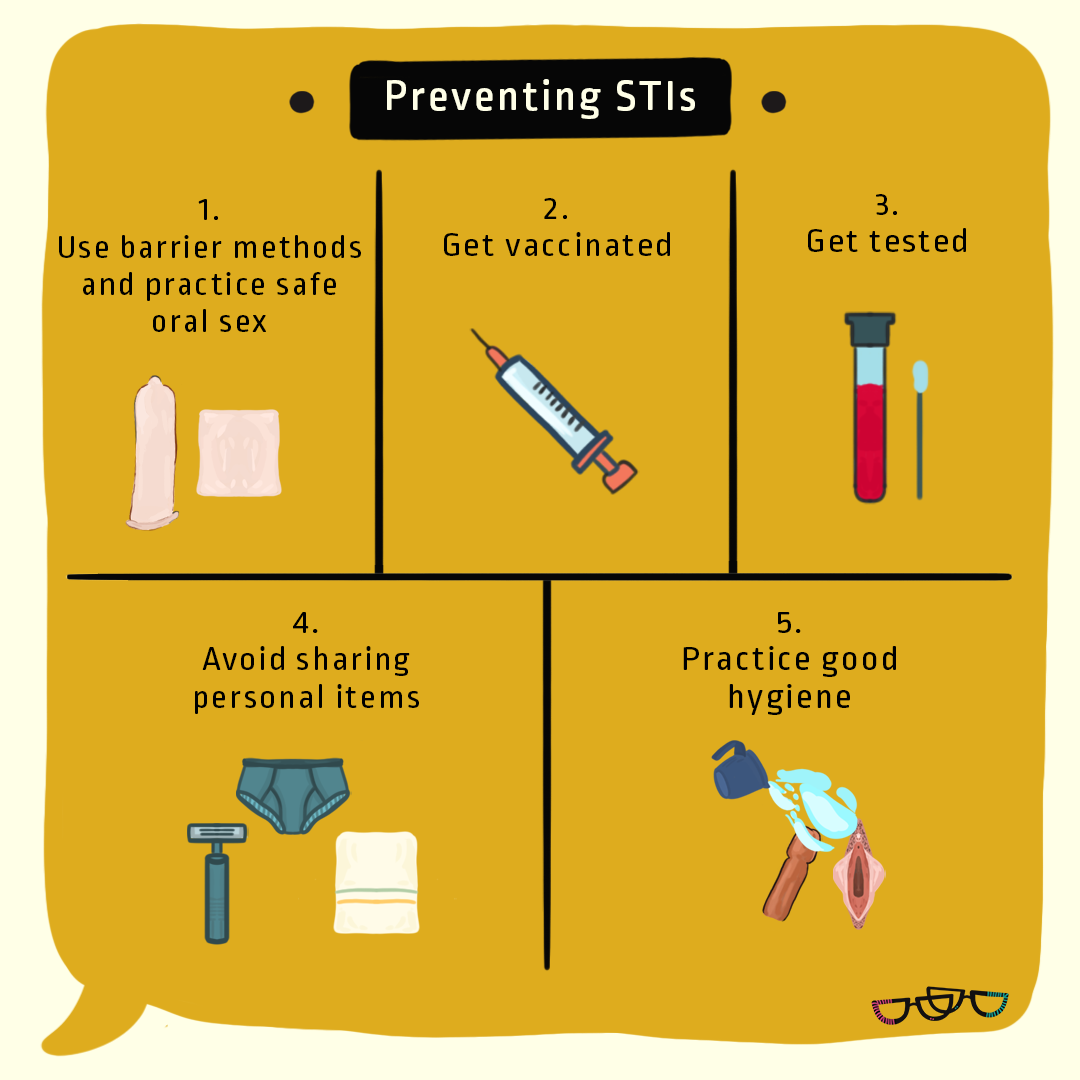 Preventing STIs
1.
Use barrier methods
and practice safe
oral sex
2.
Get vaccinated
3.
Get tested
4.
Avoid sharing
personal items
5.
Practice good
hygiene